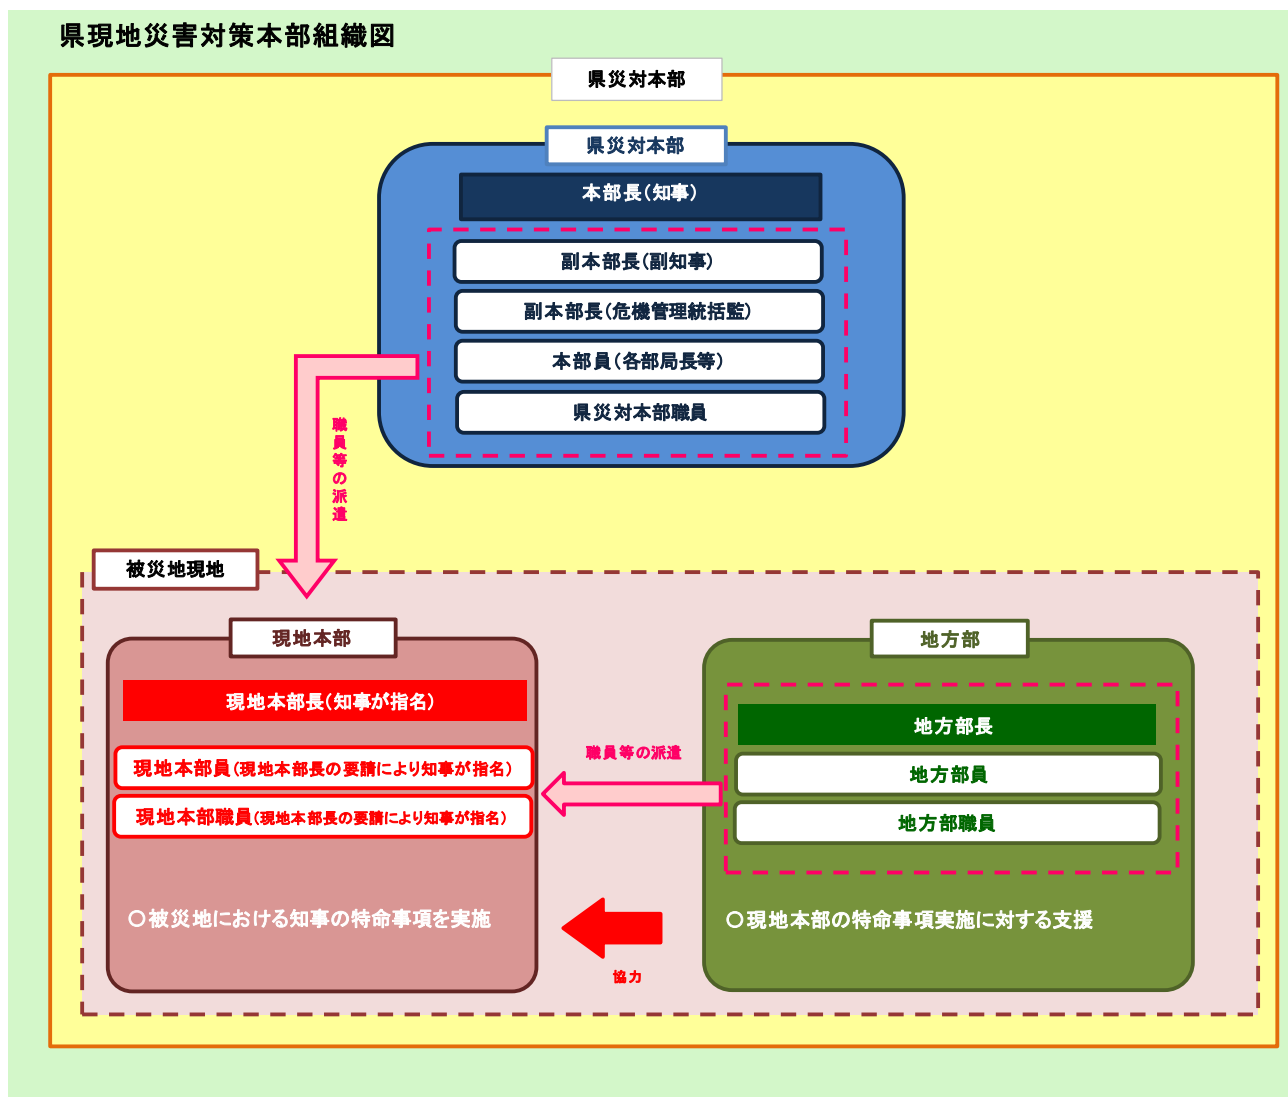 県現地災害対策本部組織図
県災対本部
県災対本部
本部長（知事）
副本部長（副知事）
副本部長（危機管理統括監）
本部員（各部局長等）
県災対本部職員
職員等の派遣
被災地現地
現地本部
現地本部長（知事が指名）
現地本部員（現地本部長の要請により知事が指名）
現地本部職員（現地本部長の要請により知事が指名）
〇被災地における知事の特命事項を実施
職員等の派遣
協力
地方部
地方部長
地方部員
地方部職員
〇現地本部の特命事項実施に対する支援